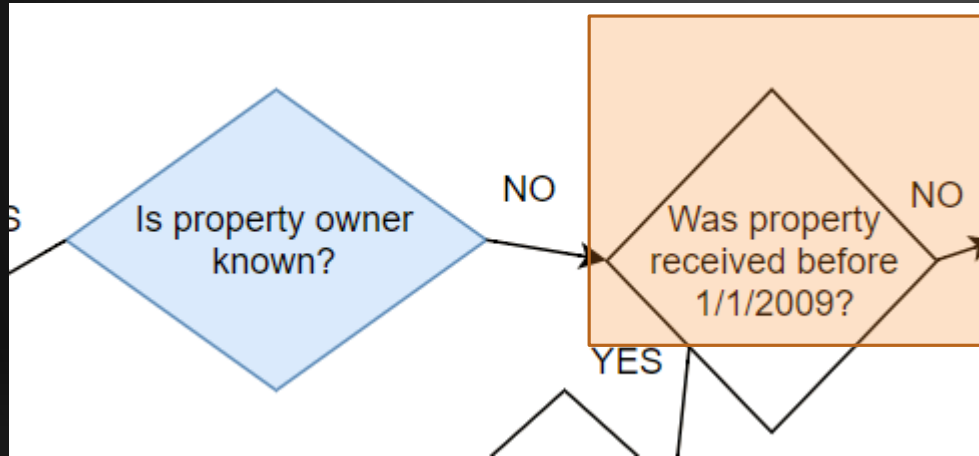 Is property owner
known?
NO
Was property
received before
1/1/2009?
NO
YES